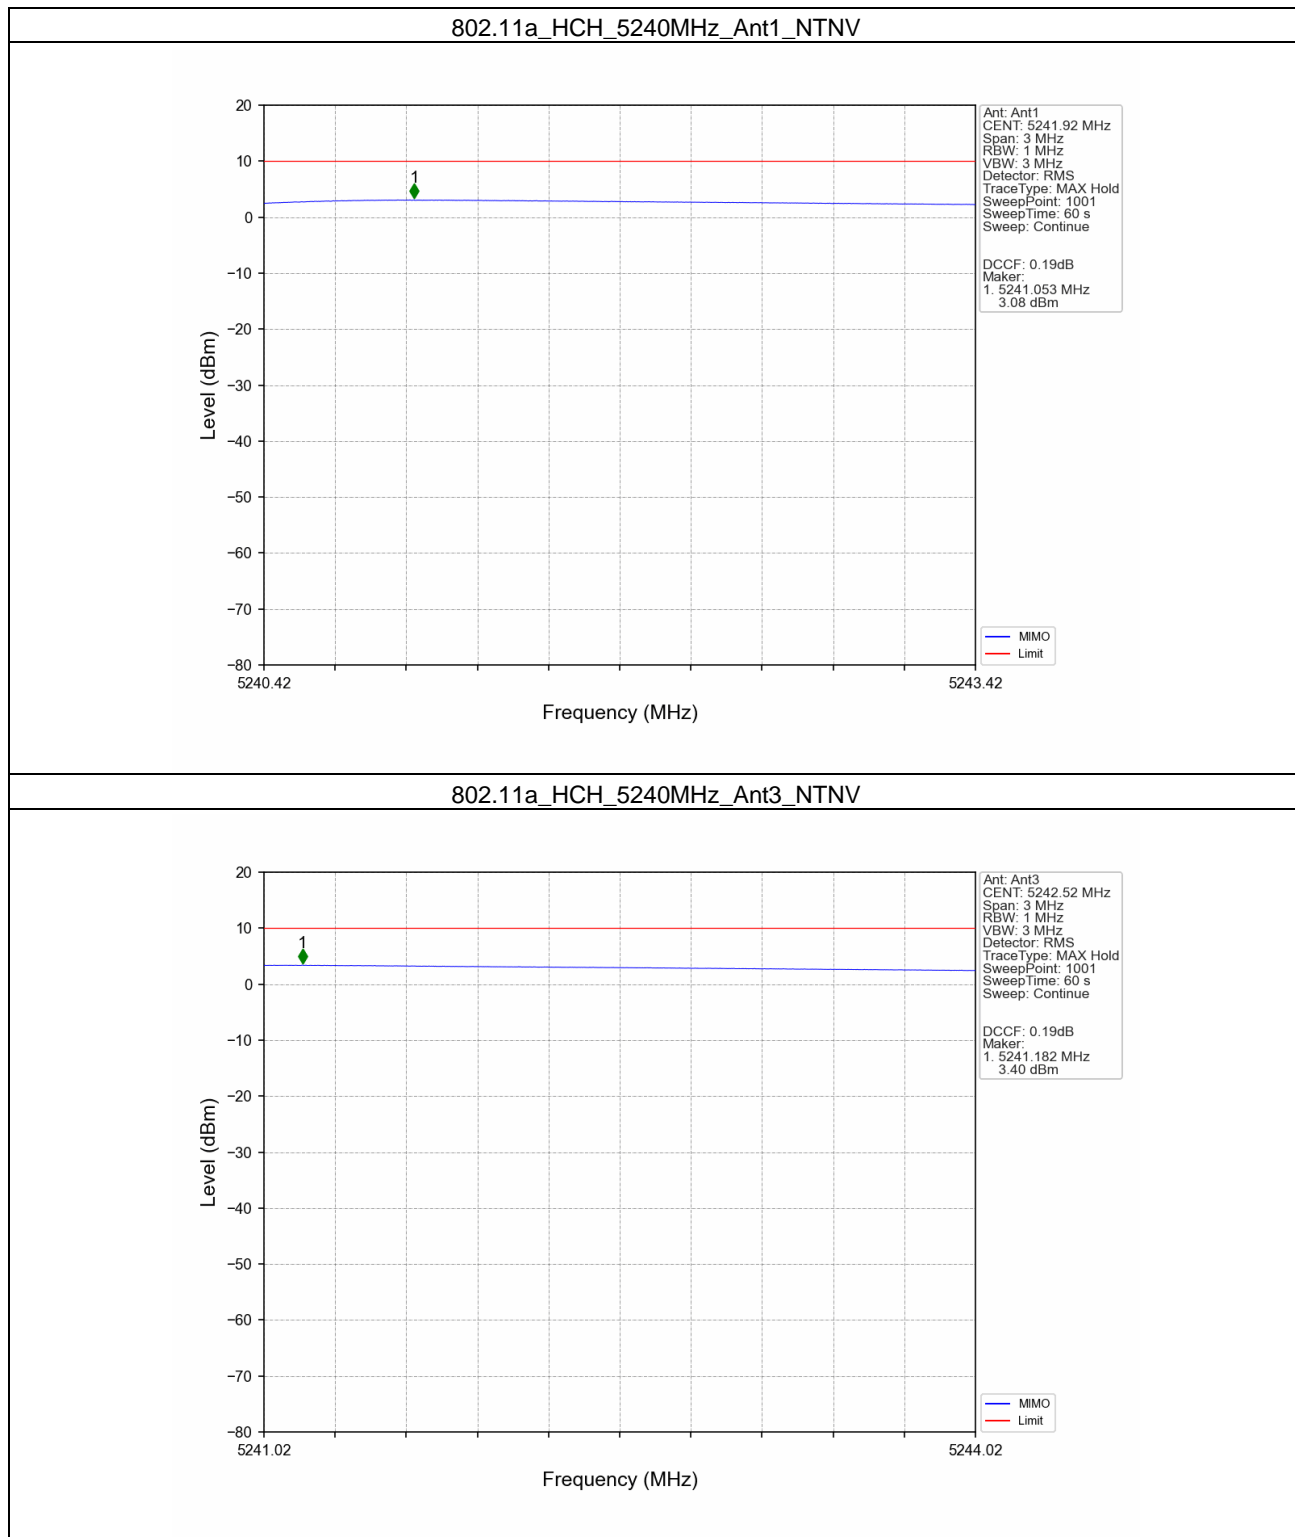 802.11a_HCH_5240MHz_Ant1_NTNV
20
10
0
−10
−20
−30
−40
−50
−60
−70
−80
Level (dBm)
1
5240.42
5243.42
Frequency (MHz)
Ant: Ant1
CENT: 5241.92 MHz
Span: 3 MHz
RBW: 1 MHz
VBW: 3 MHz
Detector: RMS
TraceType: MAX Hold
SweepPoint: 1001
SweepTime: 60 s
Sweep: Continue
DCCF: 0.19dB
Maker:
1. 5241.053 MHz
3.08 dBm
MIMO
Limit
802.11a_HCH_5240MHz_Ant3_NTNV
20
10
0
−10
−20
−30
−40
−50
−60
−70
−80
Level (dBm)
1
5241.02
5244.02
Frequency (MHz)
Ant: Ant3
CENT: 5242.52 MHz
Span: 3 MHz
RBW: 1 MHz
VBW: 3 MHz
Detector: RMS
TraceType: MAX Hold
SweepPoint: 1001
SweepTime: 60 s
Sweep: Continue
DCCF: 0.19dB
Maker:
1. 5241.182 MHz
3.40 dBm
MIMO
Limit